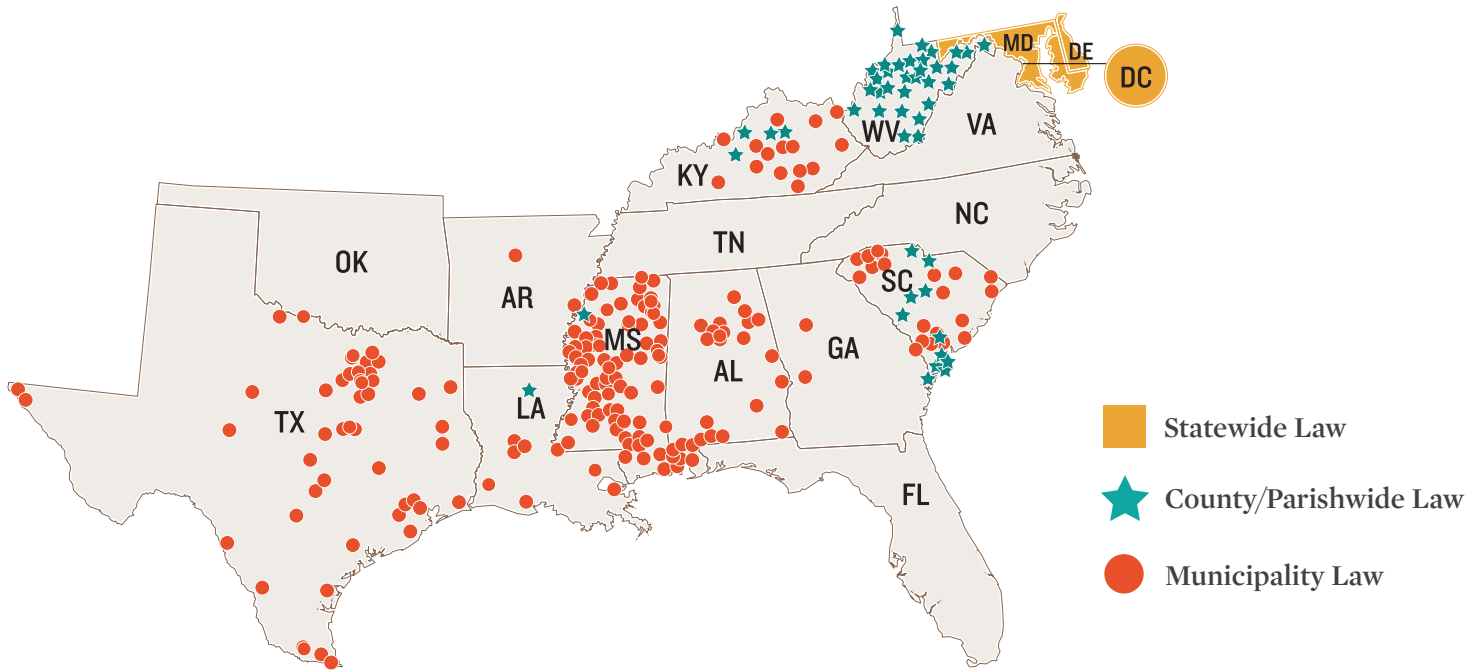 MD
DE
DC
WV
VA
KY
NC
TN
OK
AR
SC
MS
GA
AL
LA
TX
FL
Statewide Law
County/Parishwide Law
Municipality Law